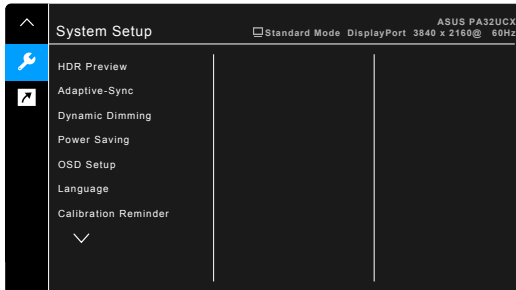 System Setup
ASUS PA32UCX
Standard Mode DisplayPort 3840 x 2160@ 60Hz
HDR Preview
Adaptive-Sync
Dynamic Dimming
Power Saving
OSD Setup
Language
Calibration Reminder